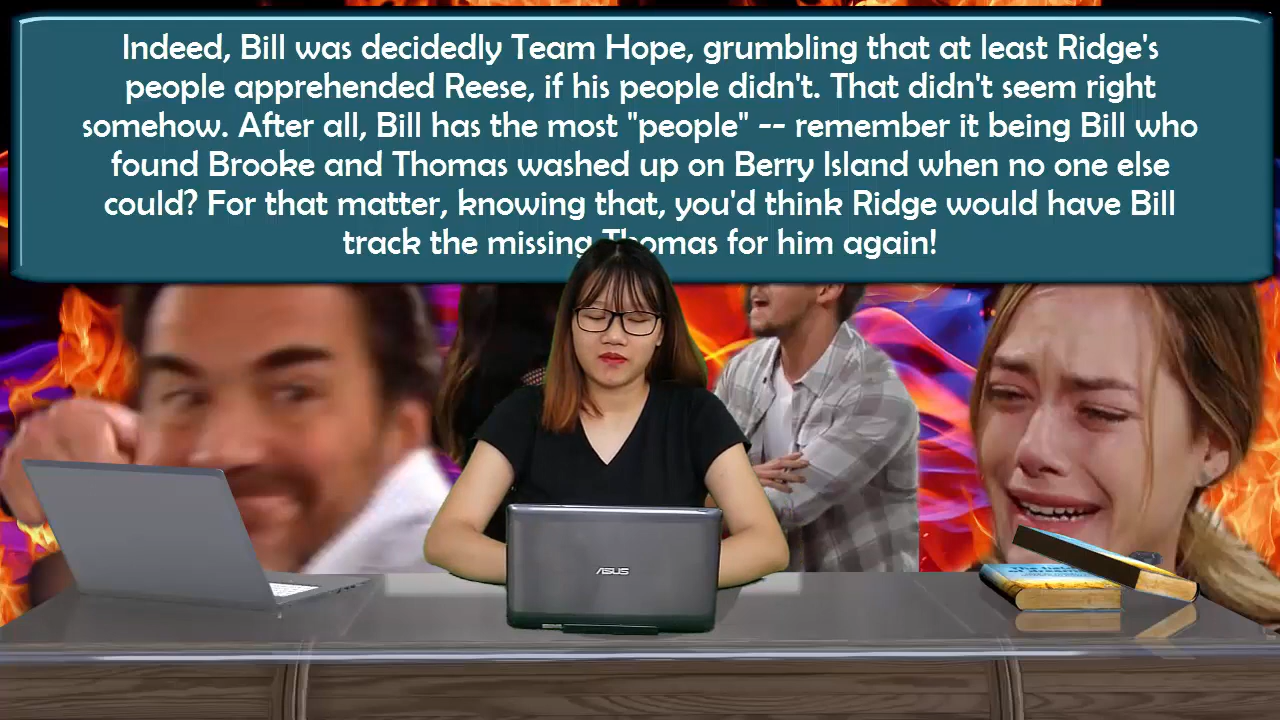 Indeed, Bill was decidedly Team Hope, grumbling that at least Ridge's
people apprehended Reese, if his people didn't. That didn't seem right
somehow. After all, Bill has the most "people" -- remember it being Bill who
found Brooke and Thomas washed up on Berry Island when no one else
could? For that matter, knowing that, you'd think Ridge would have Bill
track the missing Thomas for him again!
ASUS